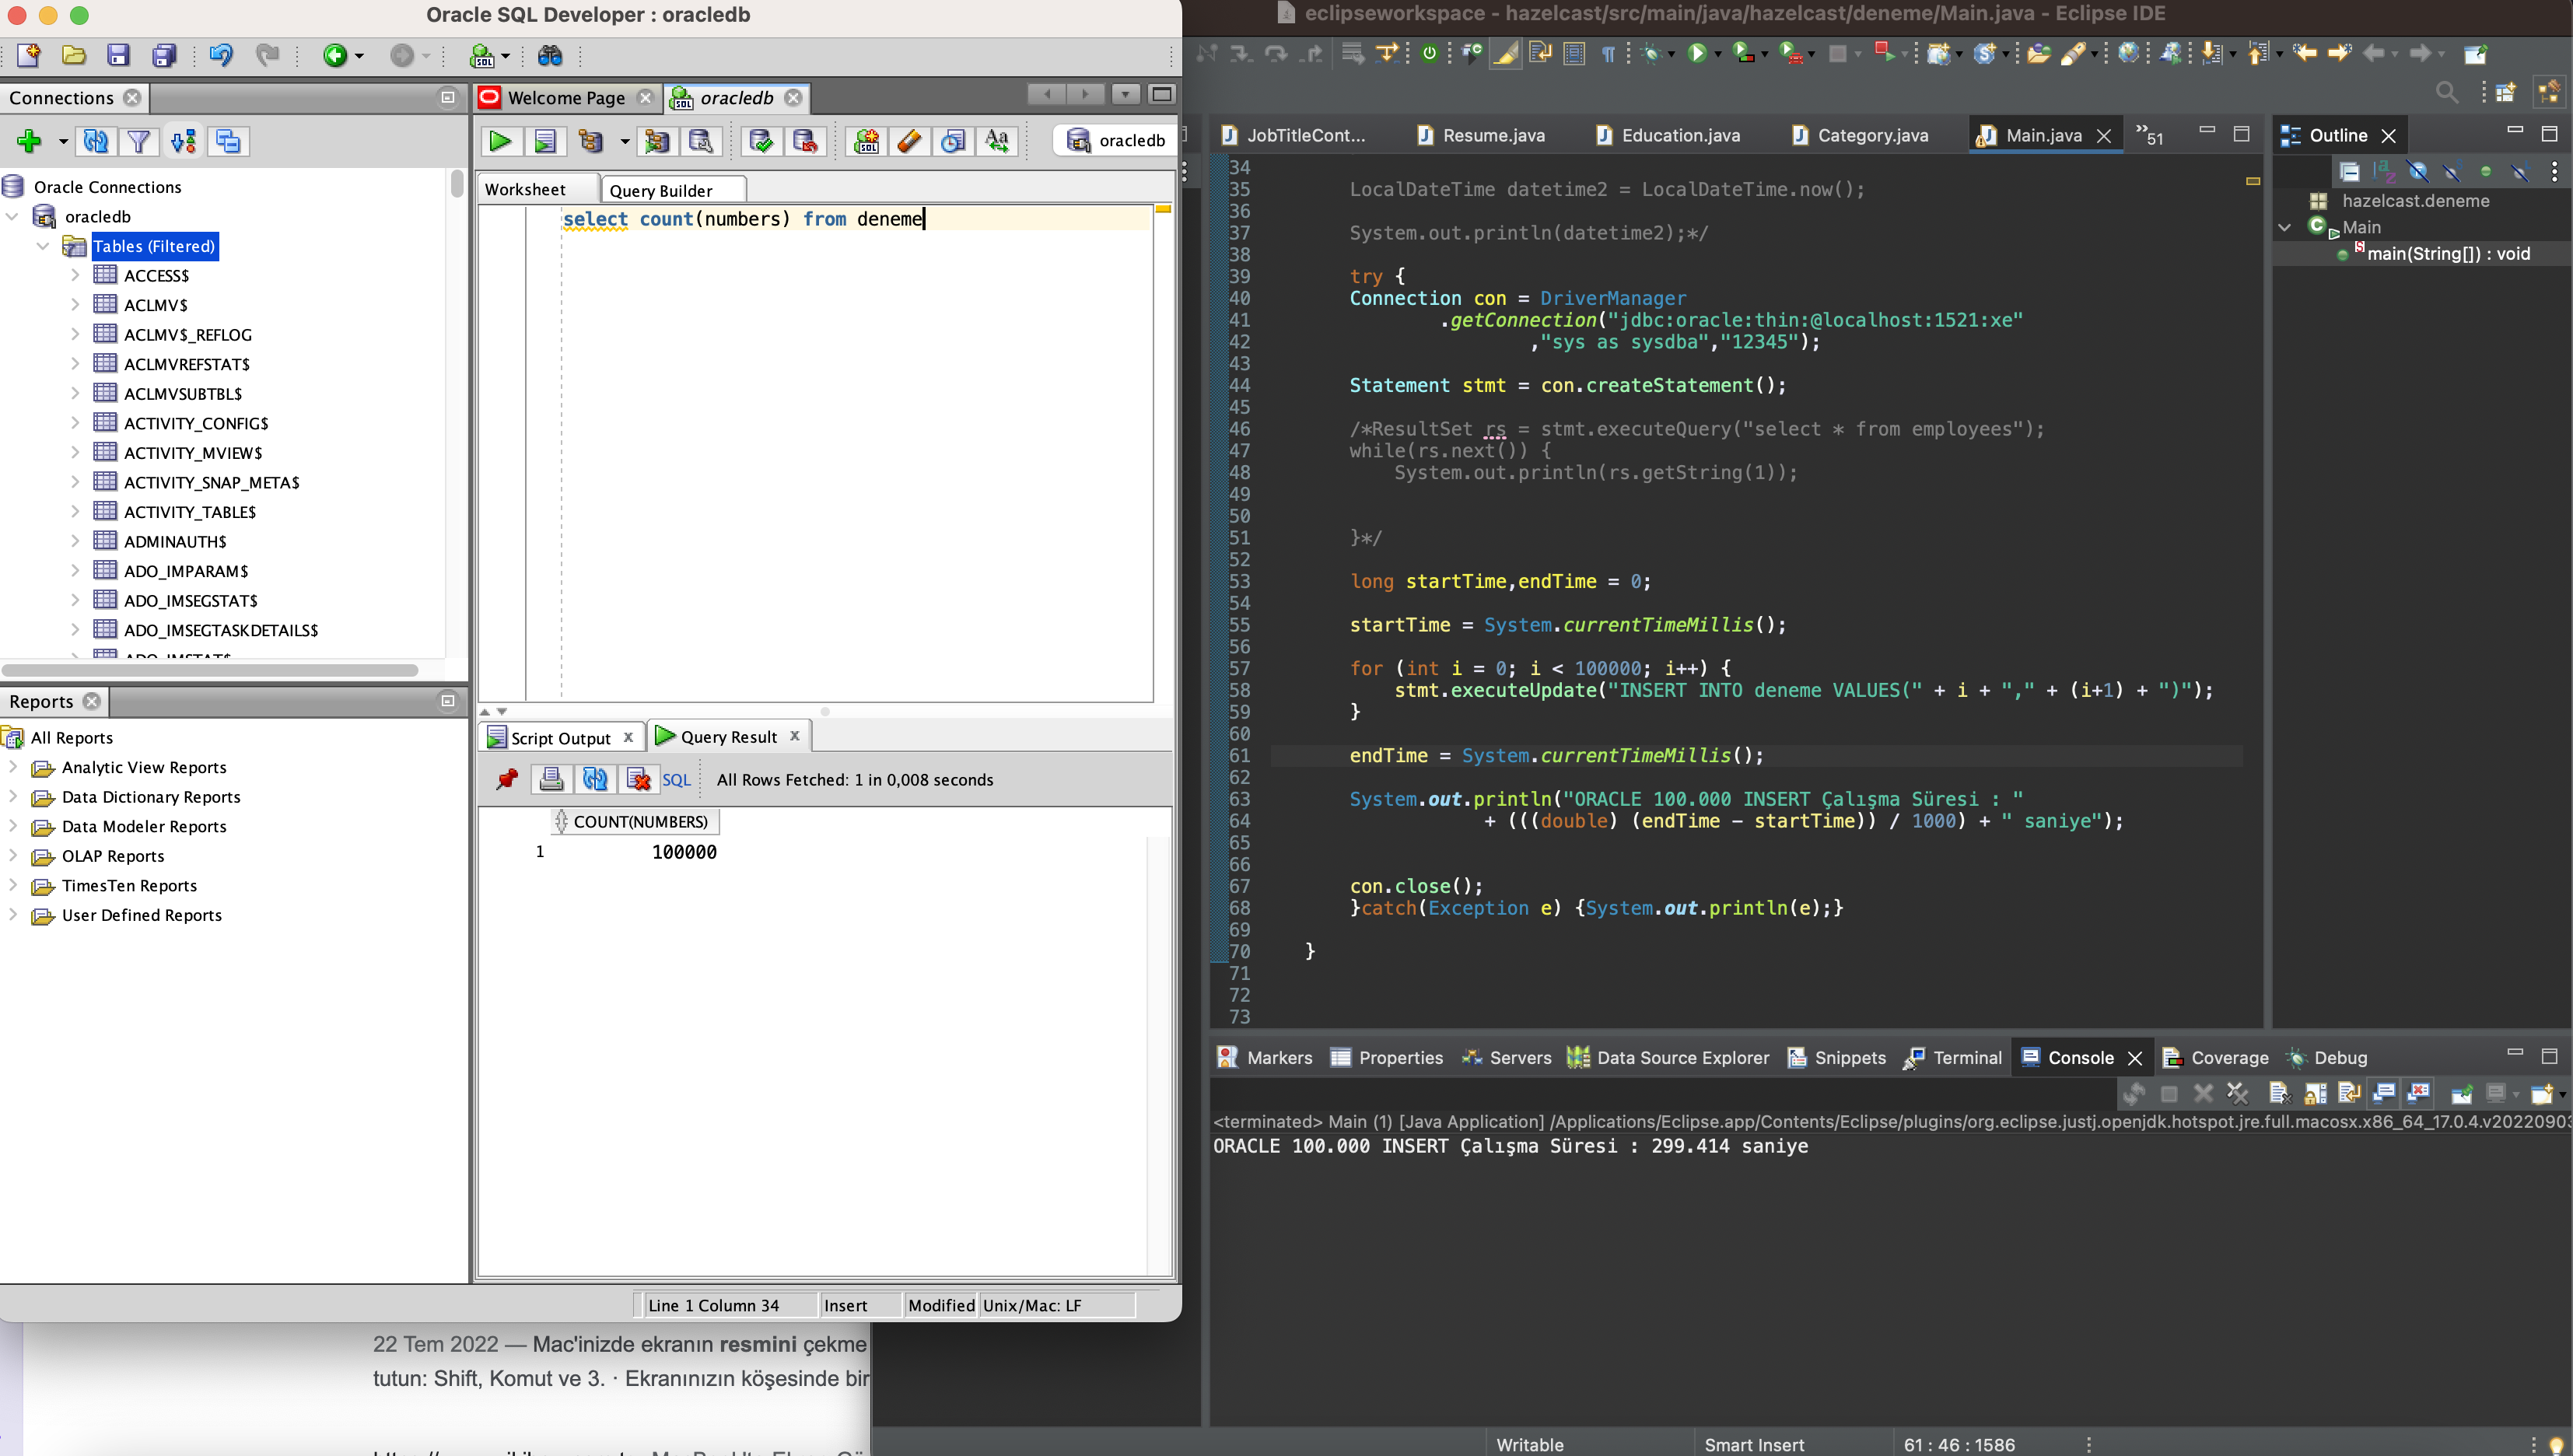 Oracle SQL Developer : oracledb
Connections
Oracle Connections
oracledb
Tables (Filtered)
ACCESS$
ACLMV$
ACLMV$_REFLOG
ACLMVREFSTAT$
ACLMVSUBTBL$
ACTIVITY_CONFIG$
ACTIVITY_MVIEW$
ACTIVITY_SNAP_META$
ACTIVITY_TABLE$
ADMINAUTH$
ADO_IMPARAM$
ADO_IMSEGSTAT$
ADO_IMSEGTASKDETAILS$
ADO_IMSTAT$
Reports
All Reports
Analytic View Reports
Data Dictionary Reports
Data Modeler Reports
OLAP Reports
TimesTen Reports
User Defined Reports
Welcome Page
oracledb
oracledb
Worksheet
Query Builder
select count(numbers) from deneme
Script Output
Query Result
SQL
All Rows Fetched: 1 in 0,008 seconds
COUNT(NUMBERS)
1 100000
Line 1 Column 34
Insert
Modified
Unix/Mac: LF
22 Tem 2022 — Mac'inizde ekranın resmini çekme
tutun: Shift, Komut ve 3. · Ekranınızın köşesinde bir
eclipseworkspace - hazelcast/src/main/java/hazelcast/deneme/Main.java - Eclipse IDE
JobTitleCont...
Resume.java
Education.java
Category.java
Main.java
51
34
35 LocalDateTime datetime2 = LocalDateTime.now();
36
37 System.out.println(datetime2);*/
38
39 try {
40 Connection con = DriverManager
41 .getConnection("jdbc:oracle:thin:@localhost:1521:xe"
42 ,"sys as sysdba","12345");
43
44 Statement stmt = con.createStatement();
45
46 /*ResultSet rs = stmt.executeQuery("select * from employees");
47 while(rs.next()) {
48 System.out.println(rs.getString(1));
49
50
51 }*/
52
53 long startTime,endTime = 0;
54
55 startTime = System.currentTimeMillis();
56
57 for (int i = 0; i < 100000; i++) {
58 stmt.executeUpdate("INSERT INTO deneme VALUES(" + i + "," + (i+1) + ")");
59 }
60
61 endTime = System.currentTimeMillis();
62
63 System.out.println("ORACLE 100.000 INSERT Çalışma Süresi : "
64 + (((double) (endTime - startTime)) / 1000) + " saniye");
65
66
67 con.close();
68 }catch(Exception e) {System.out.println(e);}
69
70 }
71
72
73
Outline
hazelcast.deneme
Main
main(String[]) : void
Markers
Properties
Servers
Data Source Explorer
Snippets
Terminal
Console
Coverage
Debug
<terminated> Main (1) [Java Application] /Applications/Eclipse.app/Contents/Eclipse/plugins/org.eclipse.justj.openjdk.hotspot.jre.full.macosx.x86_64_17.0.4.v2022090
ORACLE 100.000 INSERT Çalışma Süresi : 299.414 saniye
Writable
Smart Insert
61 : 46 : 1586